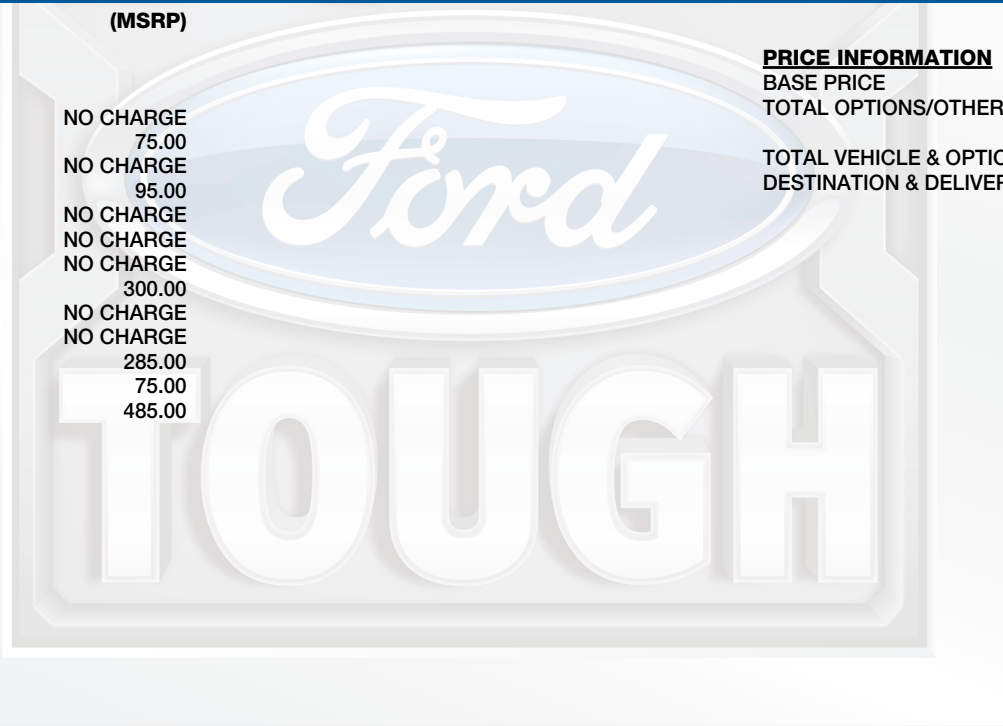 (MSRP)
NO CHARGE
75.00
NO CHARGE
95.00
NO CHARGE
NO CHARGE
NO CHARGE
300.00
NO CHARGE
NO CHARGE
285.00
75.00
485.00
PRICE INFORMATION
BASE PRICE
TOTAL OPTIONS/OTHER
TOTAL VEHICLE & OPTIO
DESTINATION & DELIVER
Ford
TOUGH